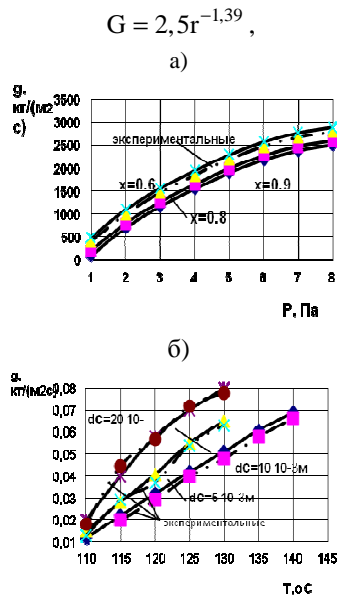 G = 2,5r^–1,39 ,
а)
g.
кг/(м2
с)
3500
3000
2500
2000
1500
1000
500
0
экспериментальные
x=0.6
x=0.9
x=0.8
1 2 3 4 5 6 7 8
P, Па
б)
g.
кг/(м2с)
0,08
0,07
0,06
0,05
0,04
0,03
0,02
0,01
dC=20 10-
dC=10 10-3м
dC=5 10-3м
экспериментальные
110 115 120 125 130 135 140 145
T,oC